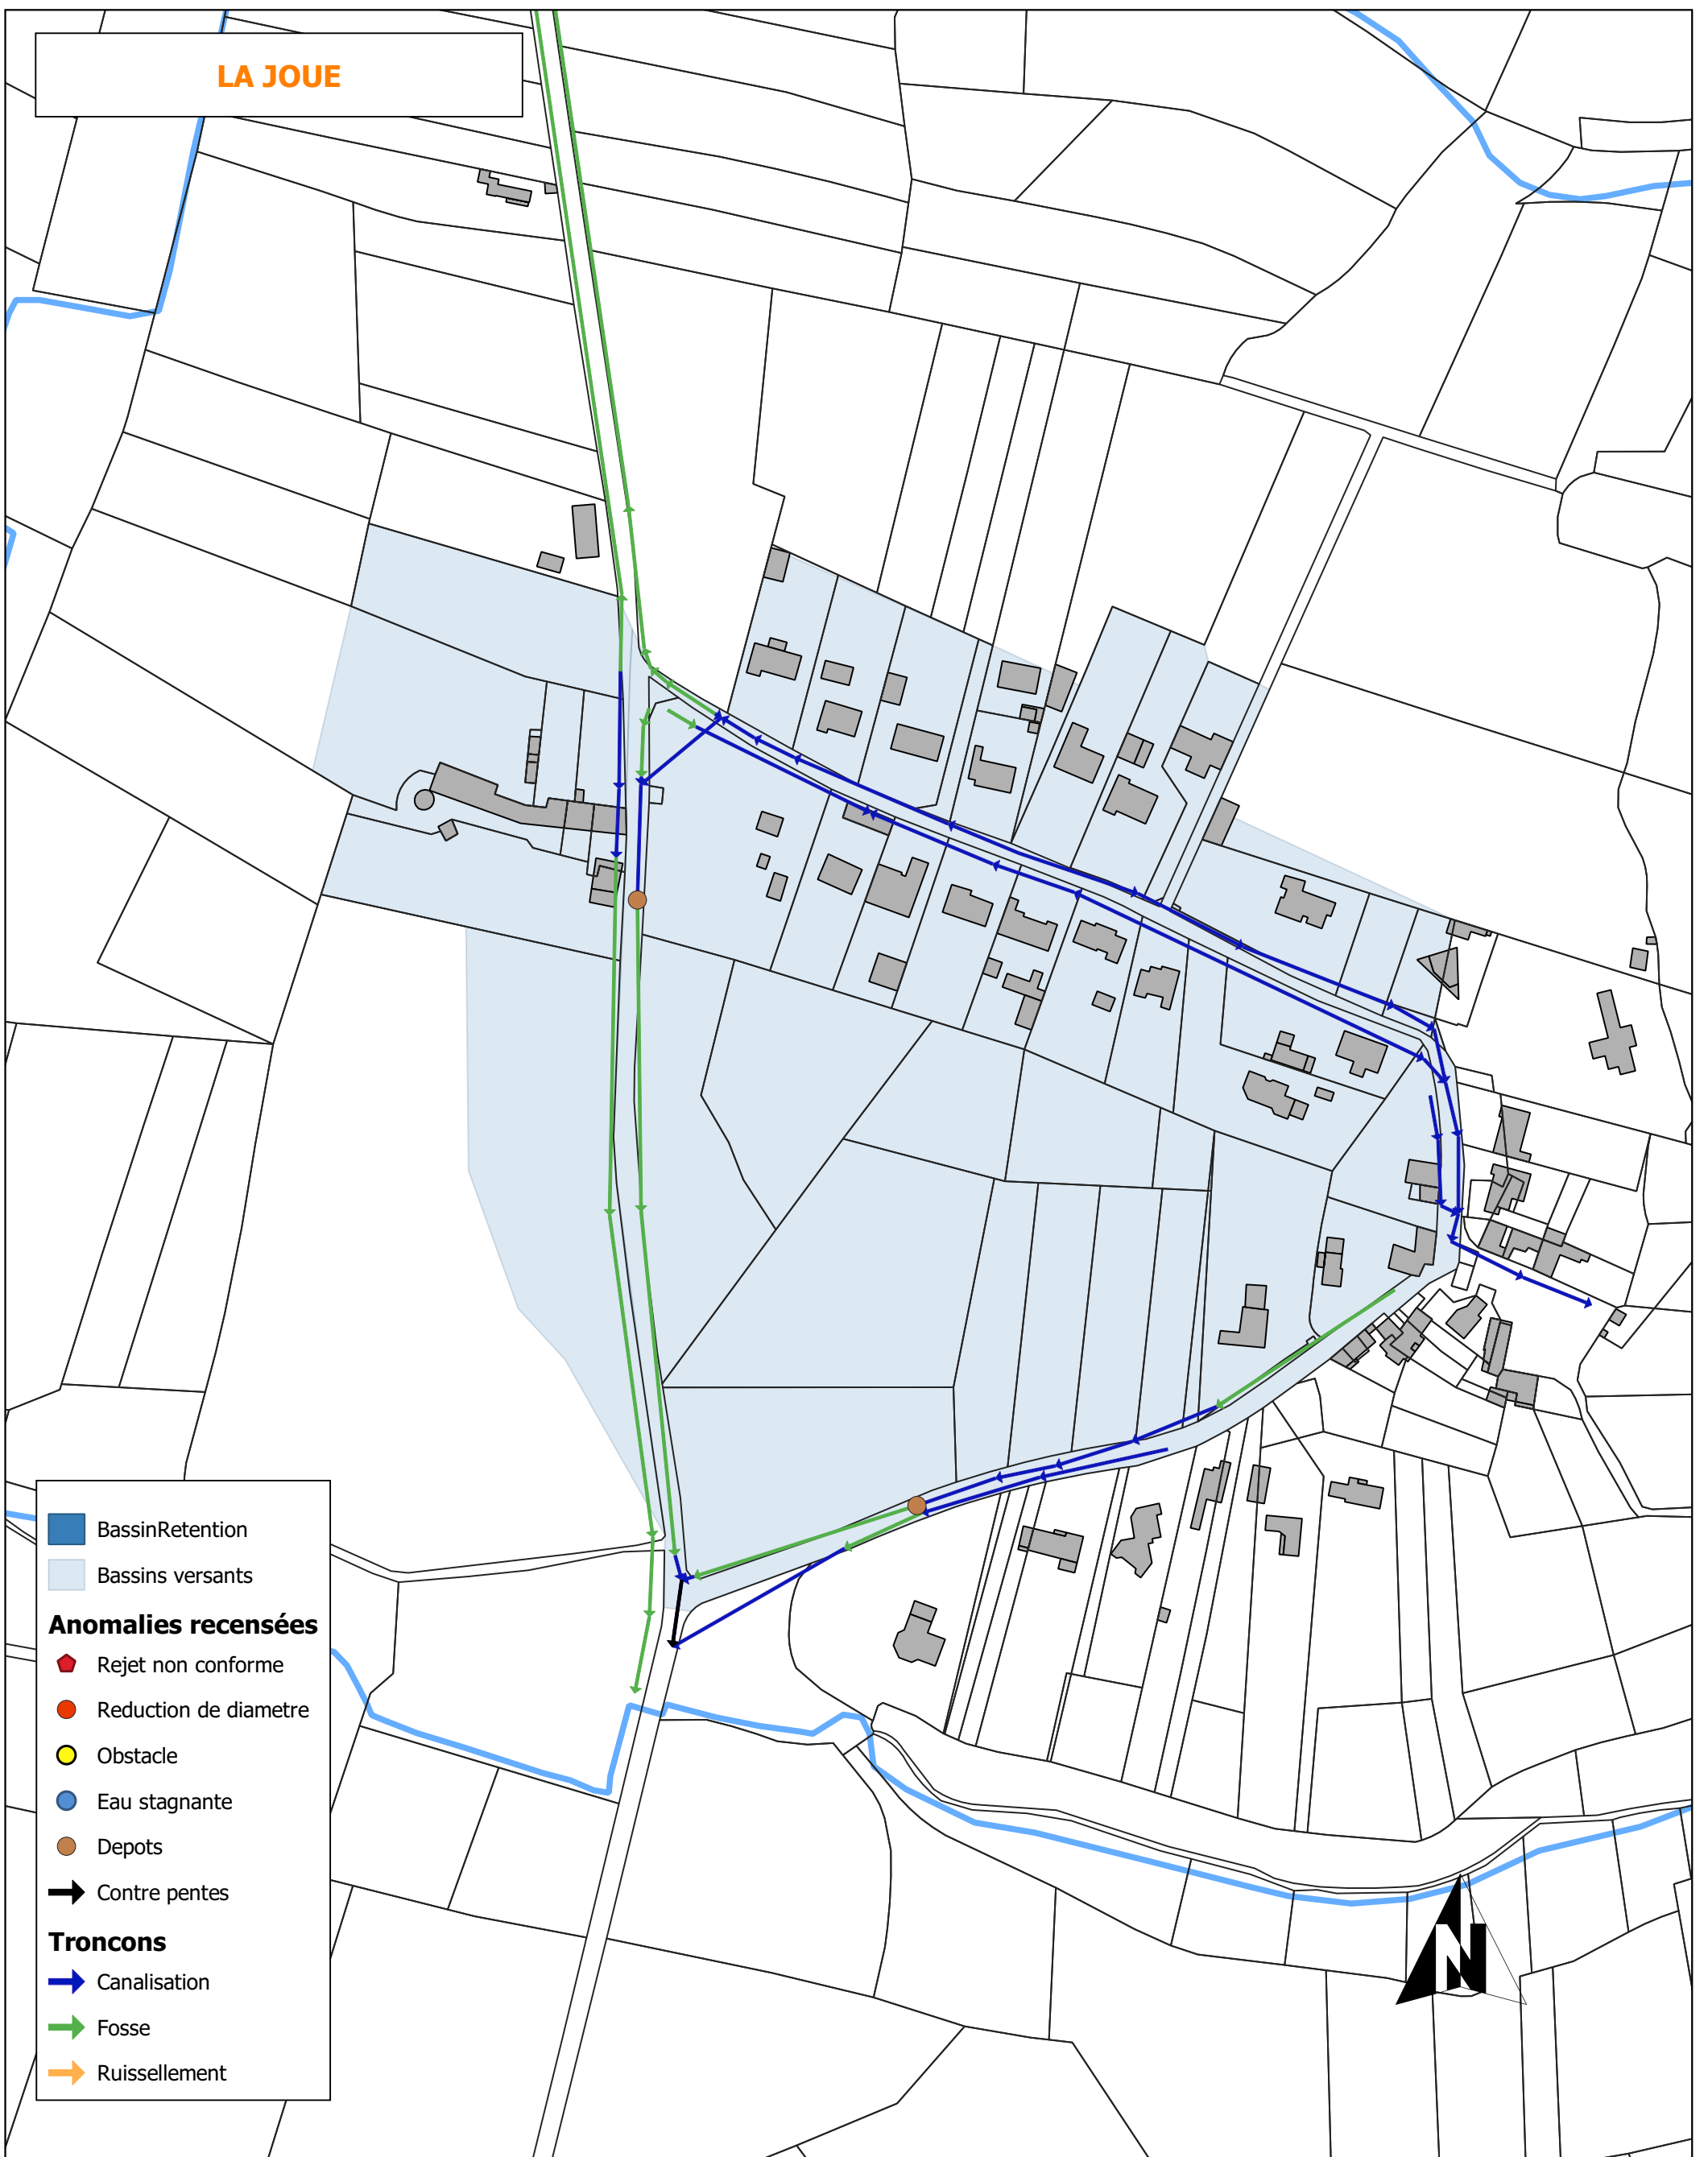 LA JOUE
BassinRetention
Bassins versants
Anomalies recensées
Rejet non conforme
Reduction de diametre
Obstacle
Eau stagnante
Depots
Contre pentes
Troncons
Canalisation
Fosse
Ruissellement
N